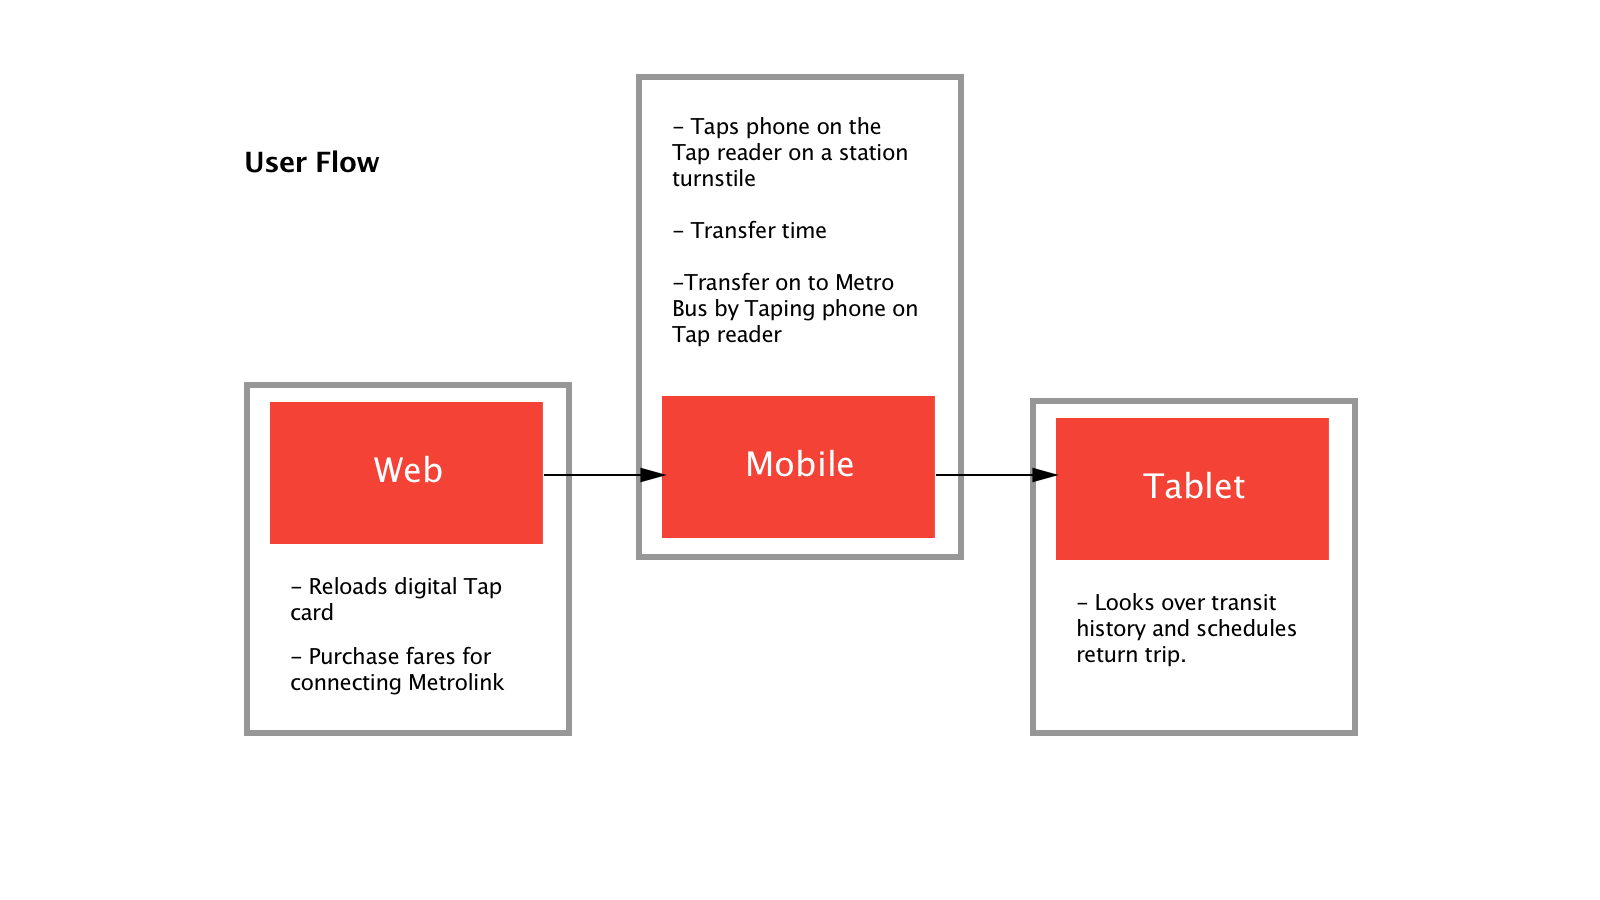 User Flow
– Taps phone on the
Tap reader on a station
turnstile
– Transfer time
–Transfer on to Metro
Bus by Taping phone on
Tap reader
Web
Mobile
Tablet
– Reloads digital Tap
card
– Purchase fares for
connecting Metrolink
– Looks over transit
history and schedules
return trip.